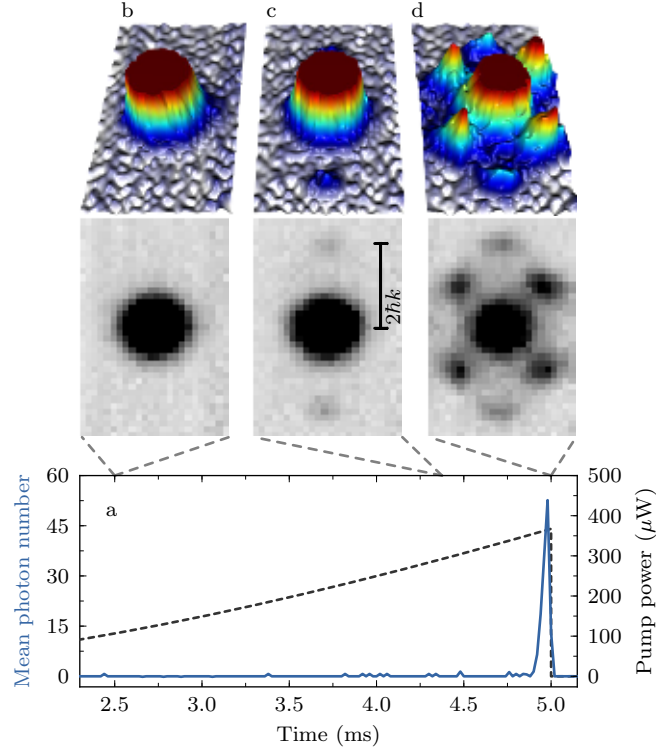 b c d
2ħk
60 500
a
45 400
30 300
200
15 100
0 0
Mean photon number
Pump power (μW)
2.5 3.0 3.5 4.0 4.5 5.0
Time (ms)